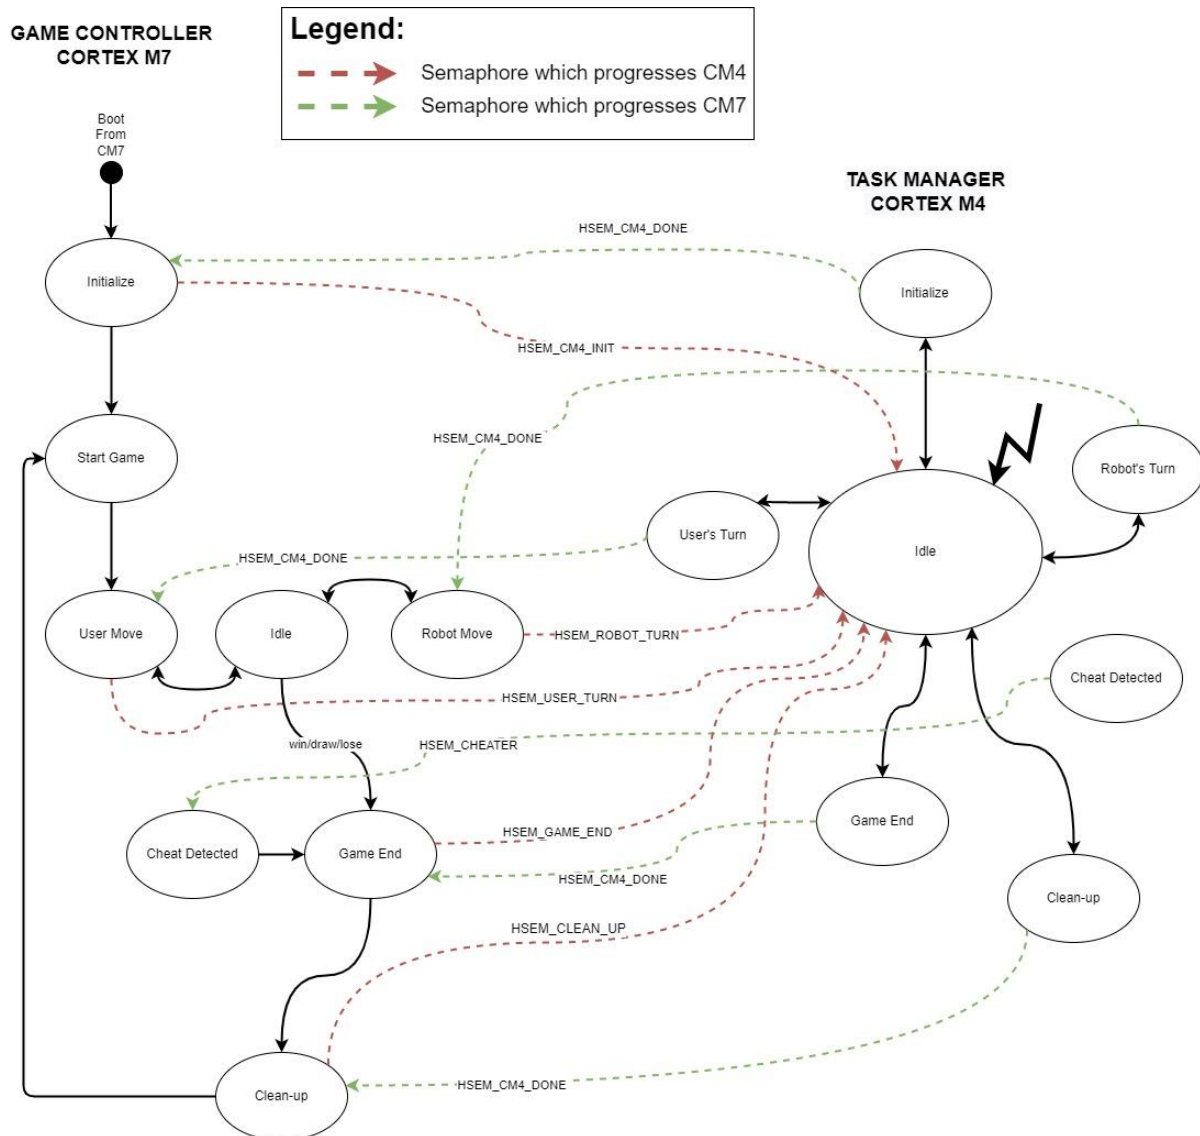 GAME CONTROLLER
CORTEX M7
Legend:
Semaphore which progresses CM4
Semaphore which progresses CM7
Boot
From
CM7
TASK MANAGER
CORTEX M4
HSEM_CM4_DONE
Initialize
Initialize
HSEM_CM4_INIT
HSEM_CM4_DONE
Start Game
Robot's Turn
User's Turn
Idle
HSEM_CM4_DONE
User Move
Idle
Robot Move
HSEM_ROBOT_TURN
Cheat Detected
HSEM_USER_TURN
win/draw/lose
HSEM_CHEATER
Game End
HSEM_GAME_END
Cheat Detected
Game End
HSEM_CM4_DONE
Clean-up
HSEM_CLEAN_UP
HSEM_CM4_DONE
Clean-up